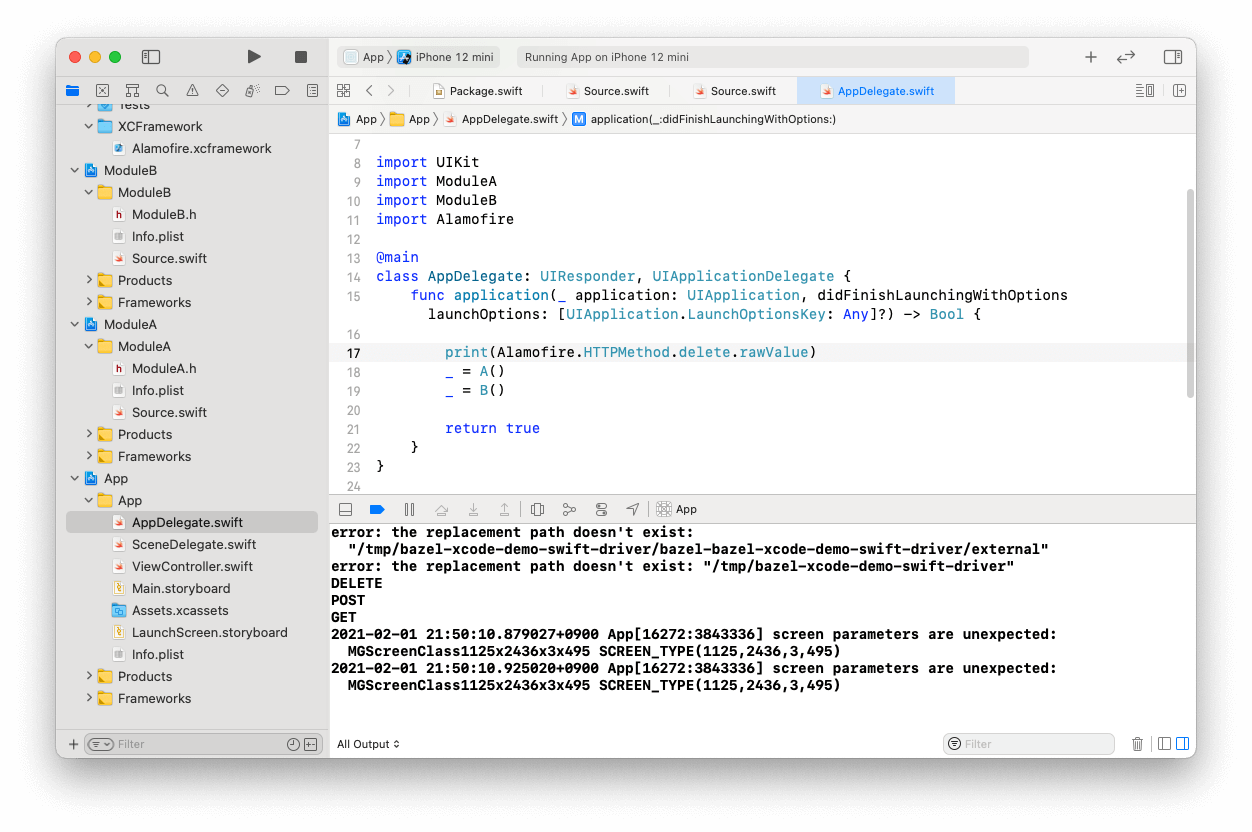 App
iPhone 12 mini
Running App on iPhone 12 mini
Package.swift
Source.swift
Source.swift
AppDelegate.swift
App
App
AppDelegate.swift
M
application(_:didFinishLaunchingWithOptions:)
Tests
XCFramework
Alamofire.xcframework
ModuleB
ModuleB
h ModuleB.h
Info.plist
Source.swift
Products
Frameworks
ModuleA
ModuleA
h ModuleA.h
Info.plist
Source.swift
Products
Frameworks
App
App
AppDelegate.swift
SceneDelegate.swift
ViewController.swift
Main.storyboard
Assets.xcassets
LaunchScreen.storyboard
Info.plist
Products
Frameworks
Filter
7
8 import UIKit
9 import ModuleA
10 import ModuleB
11 import Alamofire
12
13 @main
14 class AppDelegate: UIResponder, UIApplicationDelegate {
15 func application(_ application: UIApplication, didFinishLaunchingWithOptions
launchOptions: [UIApplication.LaunchOptionsKey: Any]?) -> Bool {
16
17 print(Alamofire.HTTPMethod.delete.rawValue)
18 _ = A()
19 _ = B()
20
21 return true
22 }
23 }
24
App
error: the replacement path doesn't exist:
"/tmp/bazel-xcode-demo-swift-driver/bazel-bazel-xcode-demo-swift-driver/external"
error: the replacement path doesn't exist: "/tmp/bazel-xcode-demo-swift-driver"
DELETE
POST
GET
2021-02-01 21:50:10.879027+0900 App[16272:3843336] screen parameters are unexpected:
MGScreenClass1125x2436x3x495 SCREEN_TYPE(1125,2436,3,495)
2021-02-01 21:50:10.925020+0900 App[16272:3843336] screen parameters are unexpected:
MGScreenClass1125x2436x3x495 SCREEN_TYPE(1125,2436,3,495)
All Output
Filter